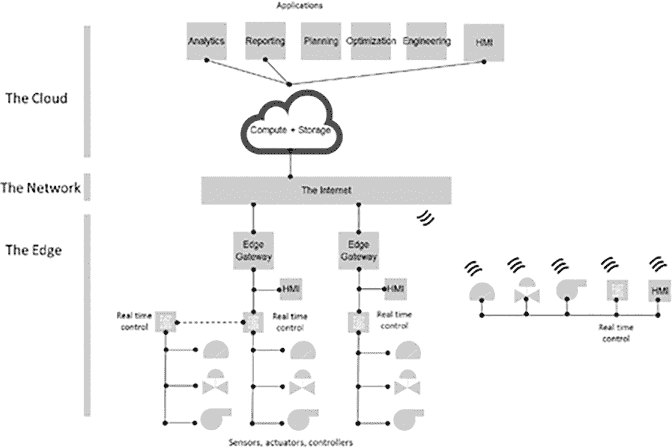 Applications
Analytics
Reporting
Planning
Optimization
Engineering
HMI
The Cloud
Compute + Storage
The Network
The Internet
The Edge
Edge
Gateway
Edge
Gateway
HMI
HMI
HMI
Real time
control
Real time
control
Real time
control
Real time
control
Sensors, actuators, controllers